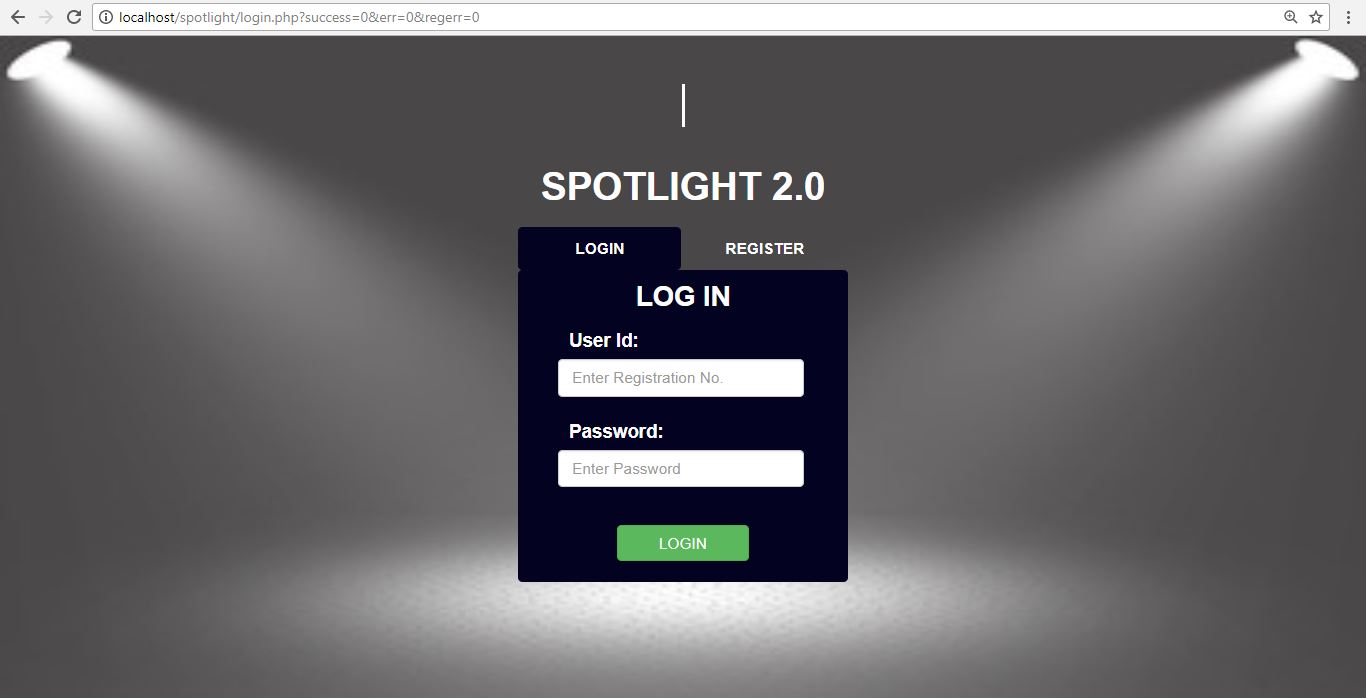 localhost/spotlight/login.php?success=0&err=0&regerr=0
SPOTLIGHT 2.0
LOGIN REGISTER
LOG IN
User Id:
Enter Registration No.
Password:
Enter Password
LOGIN